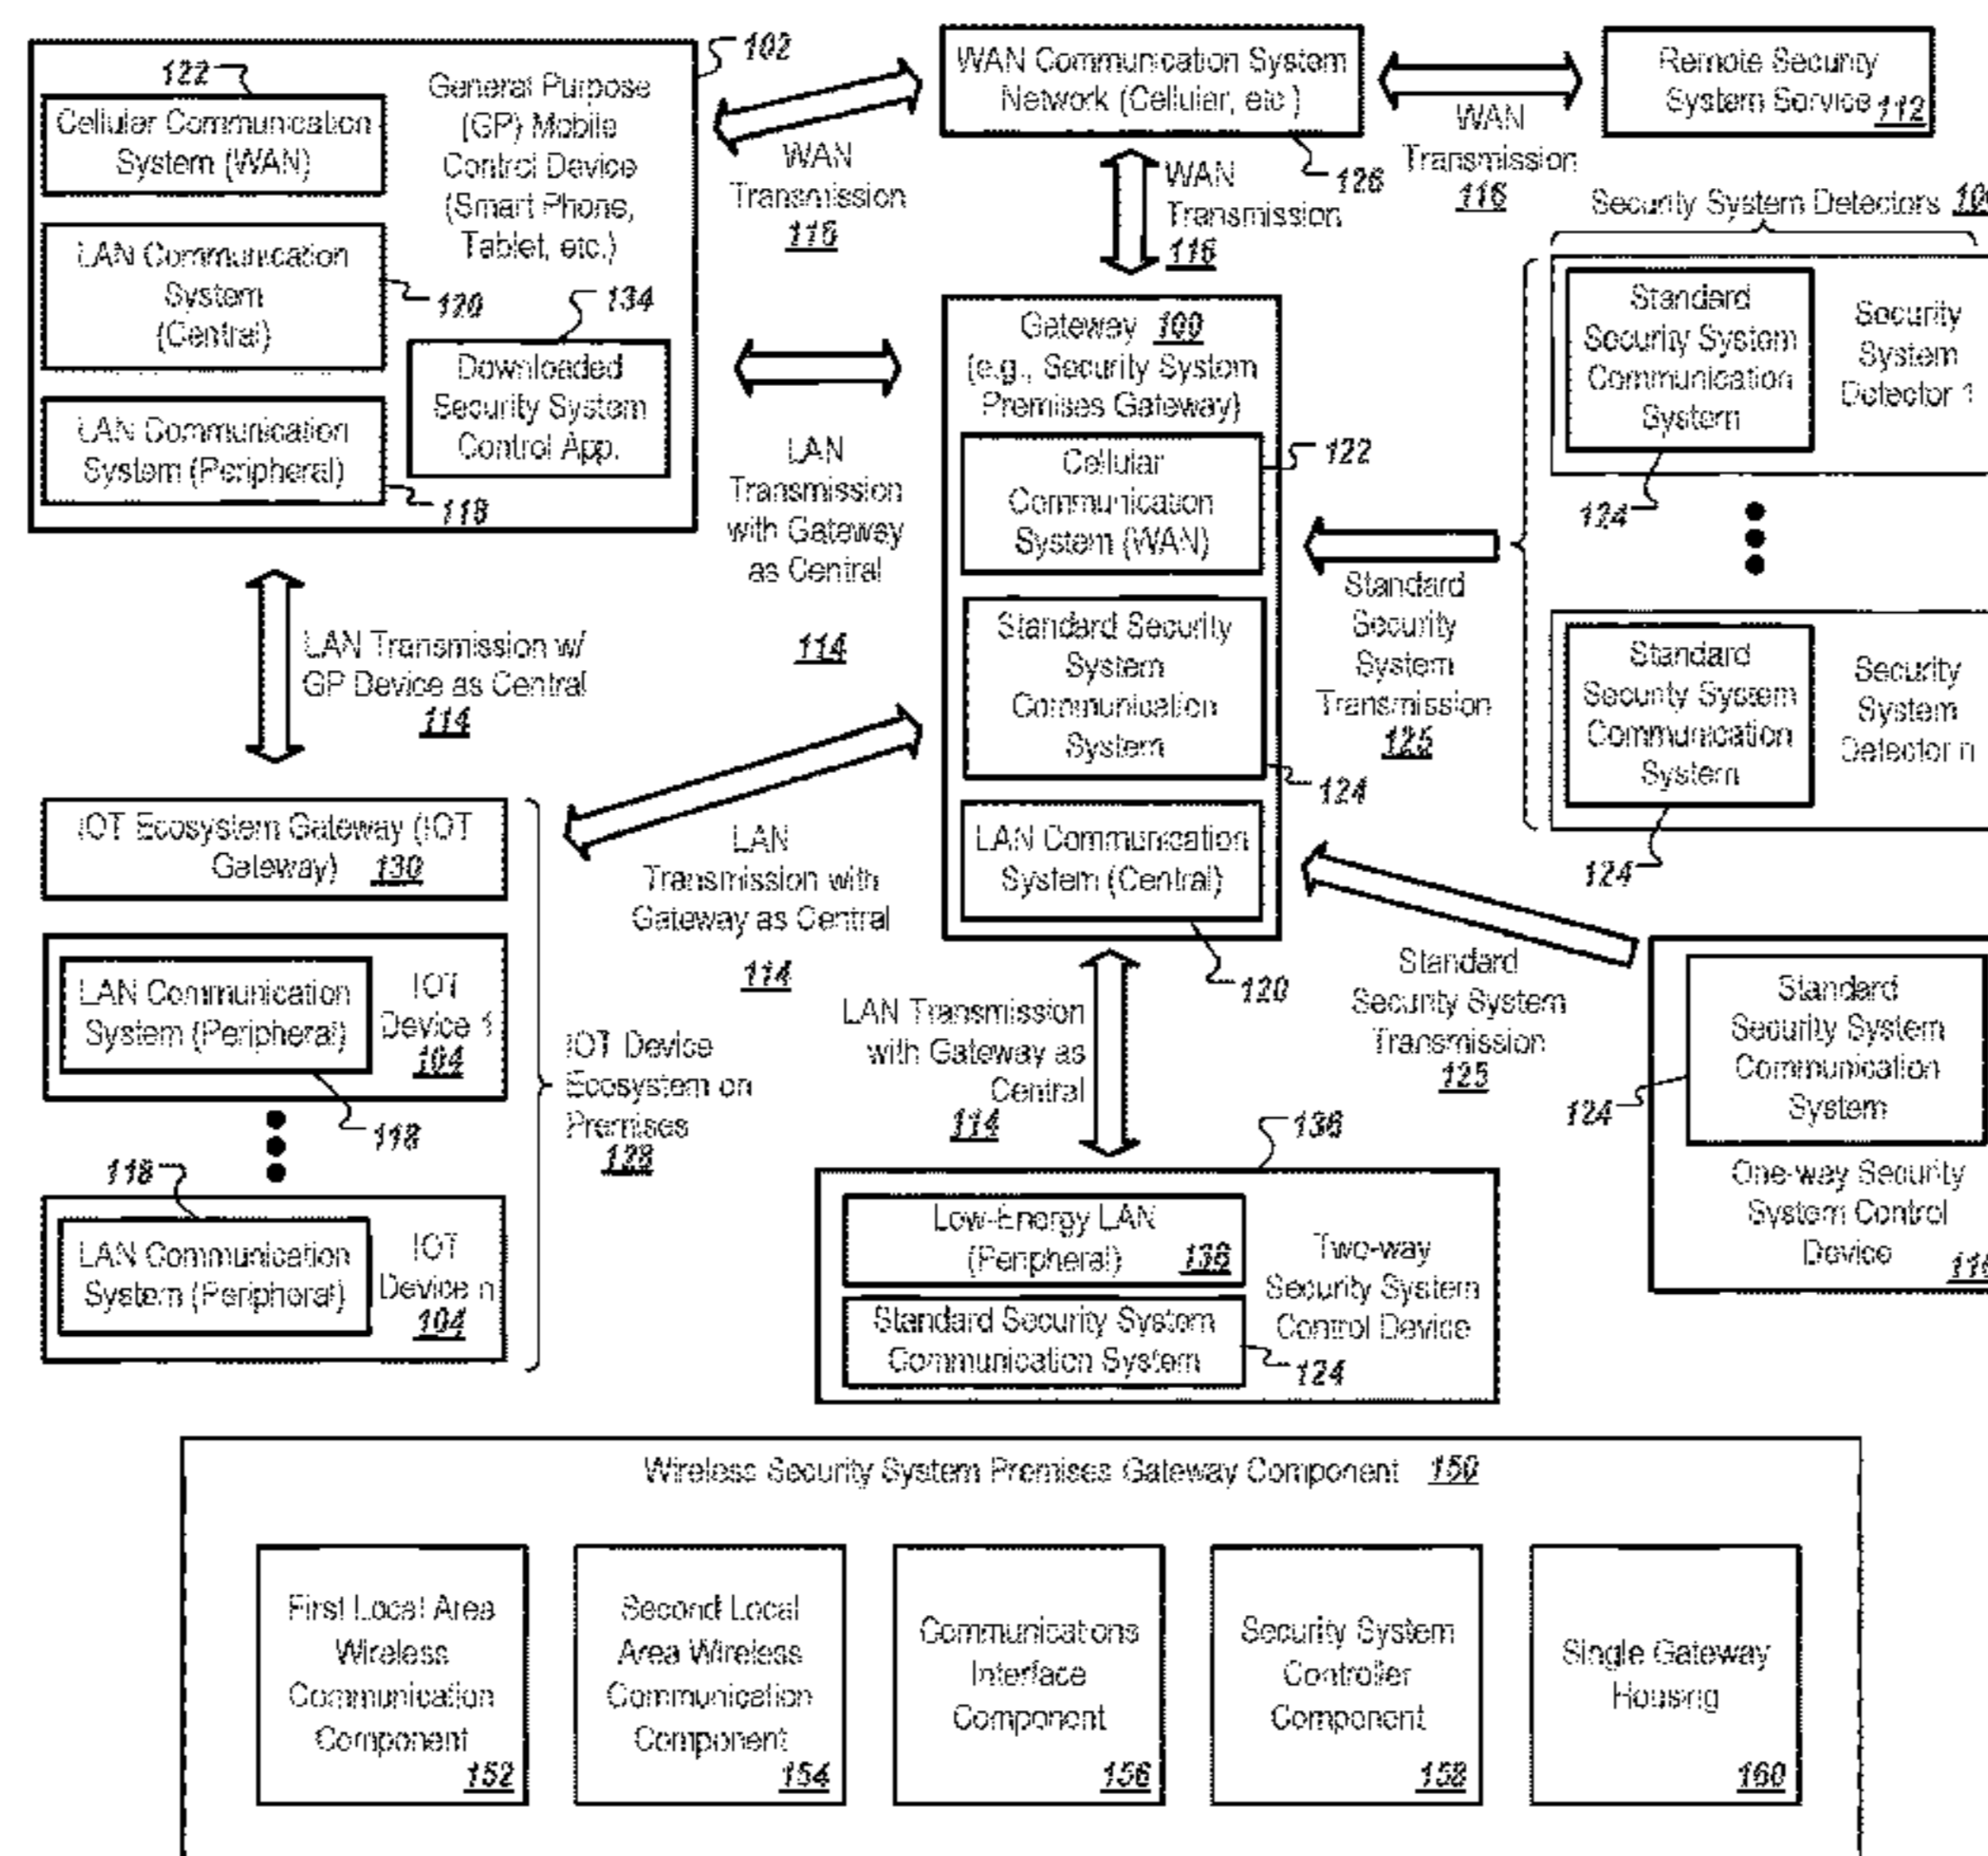 102
122
Cellular Communication
System (WAN)
General Purpose
(GP) Mobile
Control Device
(Smart Phone,
Tablet, etc.)
LAN Communication
System
(Central)
120
134
Downloaded
Security System
Control App.
LAN Communication
System (Peripheral)
118
WAN
Transmission
116
WAN Communication System
Network (Cellular, etc.)
126
WAN
Transmission
116
WAN
Transmission
116
Remote Security
System Service 112
Security System Detectors
Standard
Security System
Communication
System
124
Security
System
Detector 1
Standard
Security System
Communication
System
124
Security
System
Detector n
Gateway 100
(e.g., Security System
Premises Gateway)
Cellular
Communication
System (WAN)
122
Standard Security
System
Communication
System
124
LAN Communication
System (Central)
120
LAN
Transmission
with Gateway
as Central
114
Standard
Security
System
Transmission
125
LAN Transmission w/
GP Device as Central
114
LAN
Transmission with
Gateway as Central
114
IOT Ecosystem Gateway (IOT
Gateway) 130
LAN Communication
System (Peripheral)
118
IOT
Device 1
104
118
LAN Communication
System (Peripheral)
IOT
Device n
104
IOT Device
Ecosystem on
Premises
128
LAN Transmission
with Gateway as
Central
114
Standard
Security System
Transmission
125
Standard
Security System
Communication
System
124
One-way Security
System Control
Device
136
Low-Energy LAN
(Peripheral) 138
Standard Security System
Communication System
124
Two-way
Security System
Control Device
Wireless Security System Premises Gateway Component 150
First Local Area
Wireless
Communication
Component
152
Second Local
Area Wireless
Communication
Component
154
Communications
Interface
Component
156
Security System
Controller
Component
158
Single Gateway
Housing
160